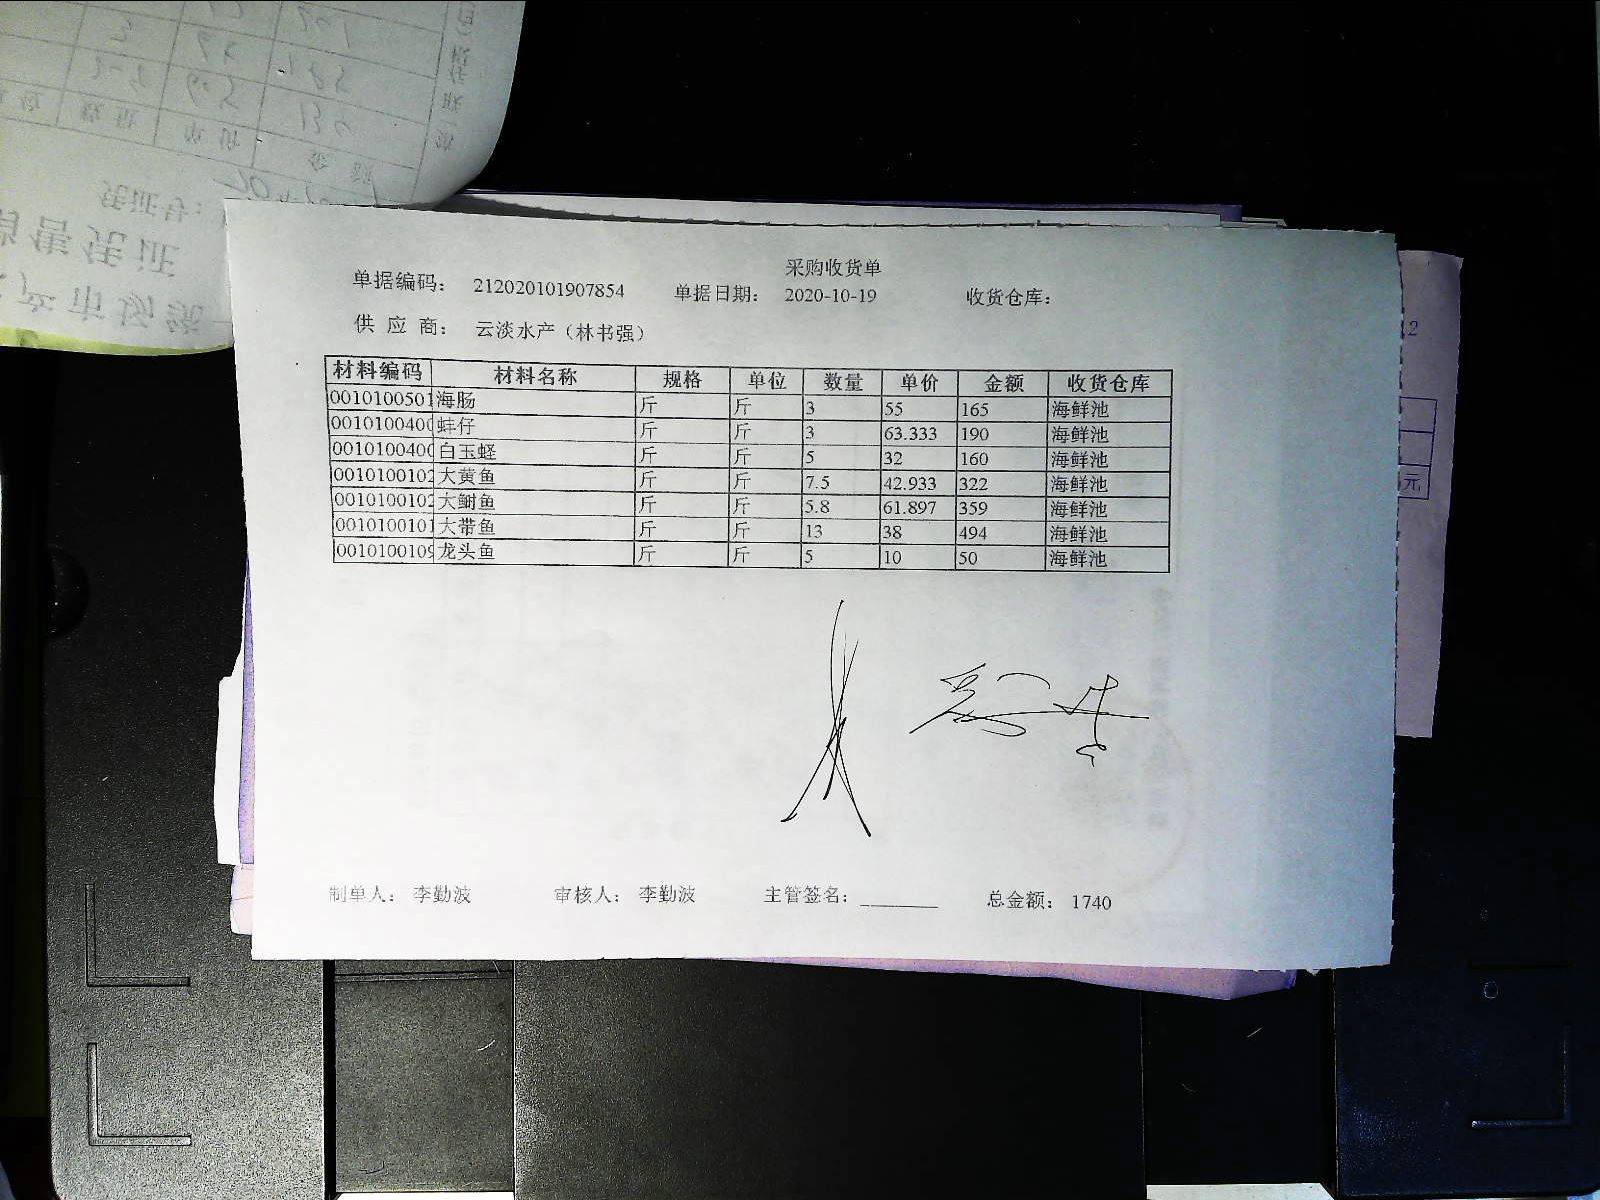 采购收货单
单据编码： 212020101907854 单据日期： 2020-10-19 收货仓库：
供 应 商： 云淡水产（林书强）
材料编码 材料名称 规格 单位 数量 单价 金额 收货仓库
0010100501 海肠 斤 斤 3 55 165 海鲜池
001010040 蚌仔 斤 斤 3 63.333 190 海鲜池
001010040 白玉蛏 斤 斤 5 32 160 海鲜池
001010010 大黄鱼 斤 斤 7.5 42.933 322 海鲜池
001010010 大鮰鱼 斤 斤 5.8 61.897 359 海鲜池
0010100101 大带鱼 斤 斤 13 38 494 海鲜池
0010100109 龙头鱼 斤 斤 5 10 50 海鲜池
制单人： 李勤波 审核人： 李勤波 主管签名： 总金额： 1740